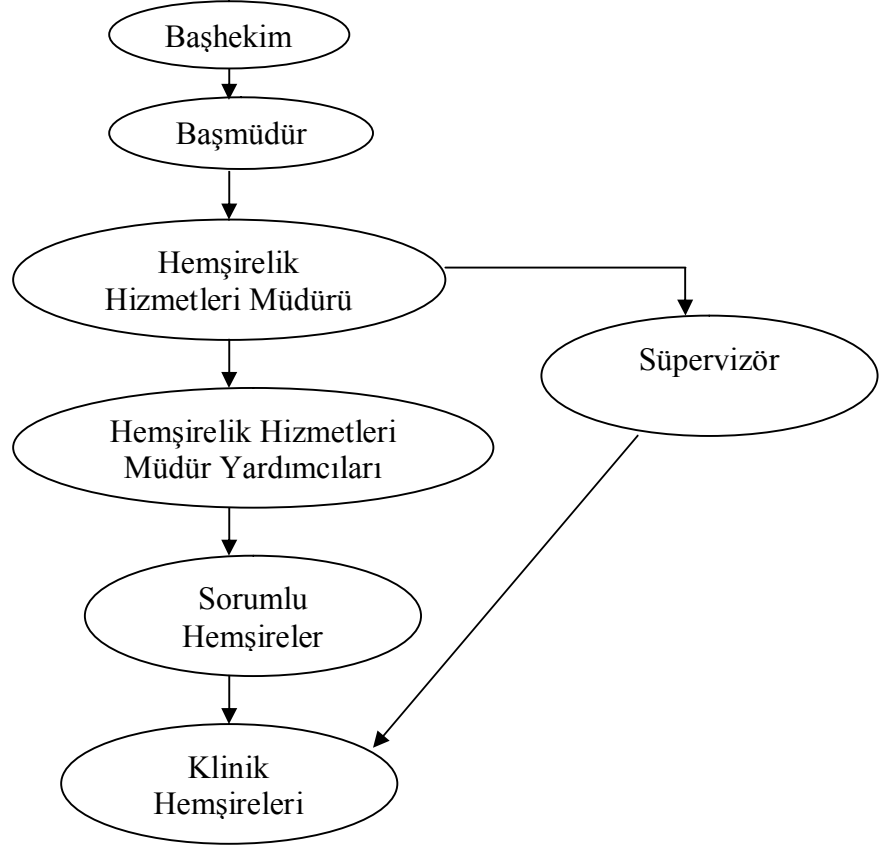 Başhekim
Başmüdür
Hemşirelik
Hizmetleri Müdürü
Süpervizör
Hemşirelik Hizmetleri
Müdür Yardımcıları
Sorumlu
Hemşireler
Klinik
Hemşireleri